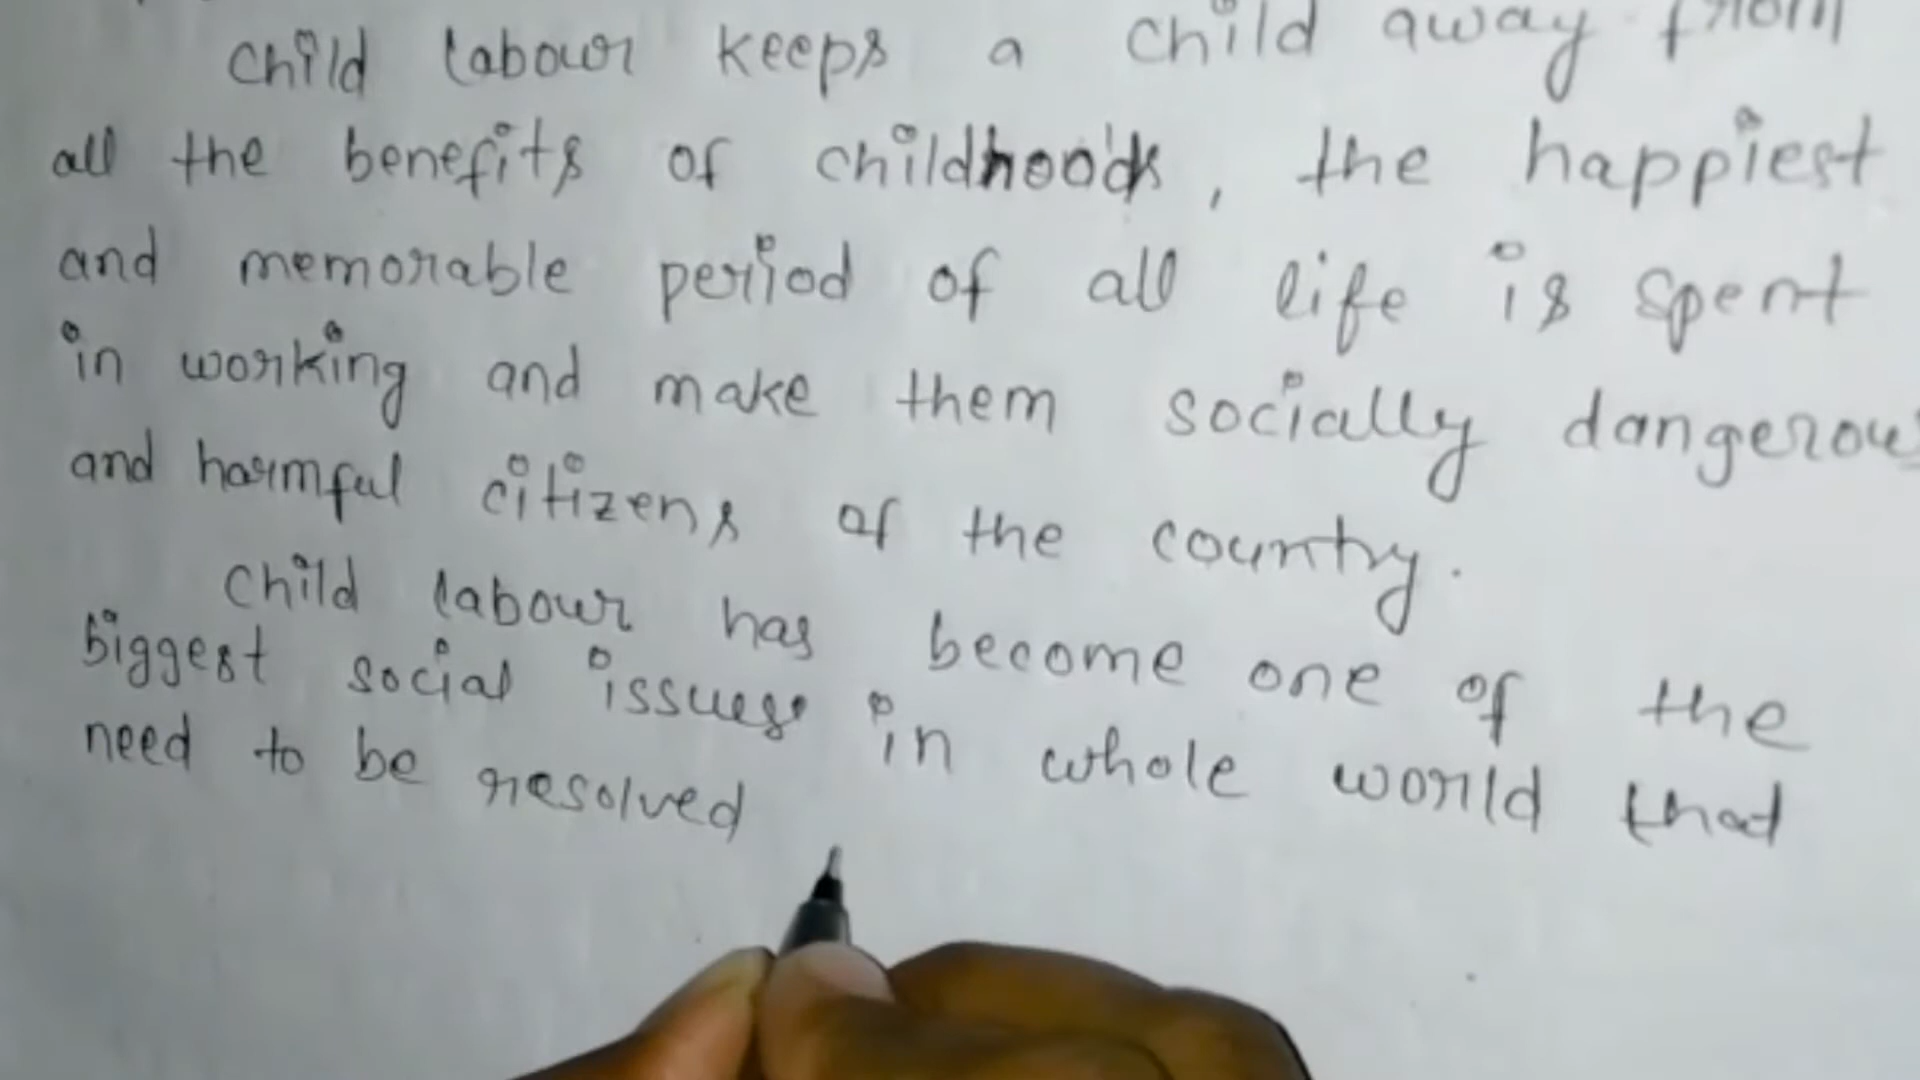 child labour keeps a child away from
all the benefits of childhoods, the happiest
and memorable period of all life is spent
in working and make them socially dangerous
and harmful citizens of the country.
child labour has become one of the
biggest social issues in whole world that
need to be resolved